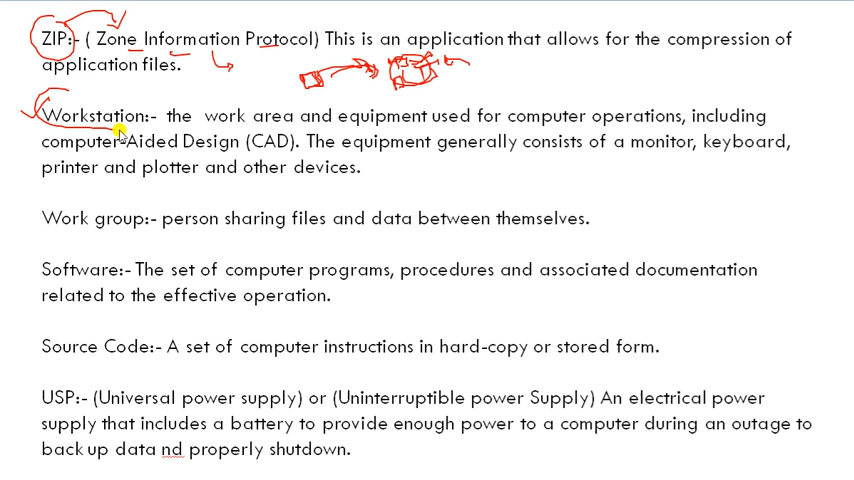 ZIP:- ( Zone Information Protocol) This is an application that allows for the compression of
application files.
Workstation:- the work area and equipment used for computer operations, including
computer-Aided Design (CAD). The equipment generally consists of a monitor, keyboard,
printer and plotter and other devices.
Work group:- person sharing files and data between themselves.
Software:- The set of computer programs, procedures and associated documentation
related to the effective operation.
Source Code:- A set of computer instructions in hard-copy or stored form.
USP:- (Universal power supply) or (Uninterruptible power Supply) An electrical power
supply that includes a battery to provide enough power to a computer during an outage to
back up data nd properly shutdown.